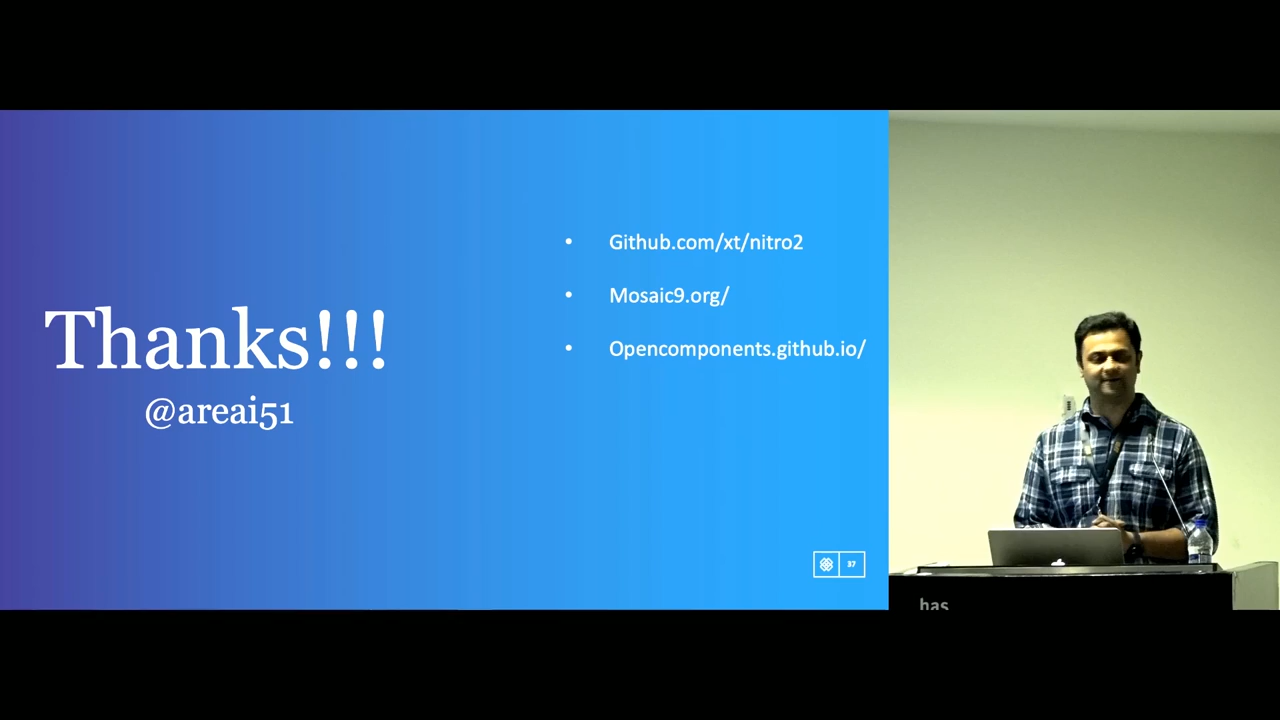 Thanks!!!
@areai51
Github.com/xt/nitro2
Mosaic9.org/
Opencomponents.github.io/
37
has